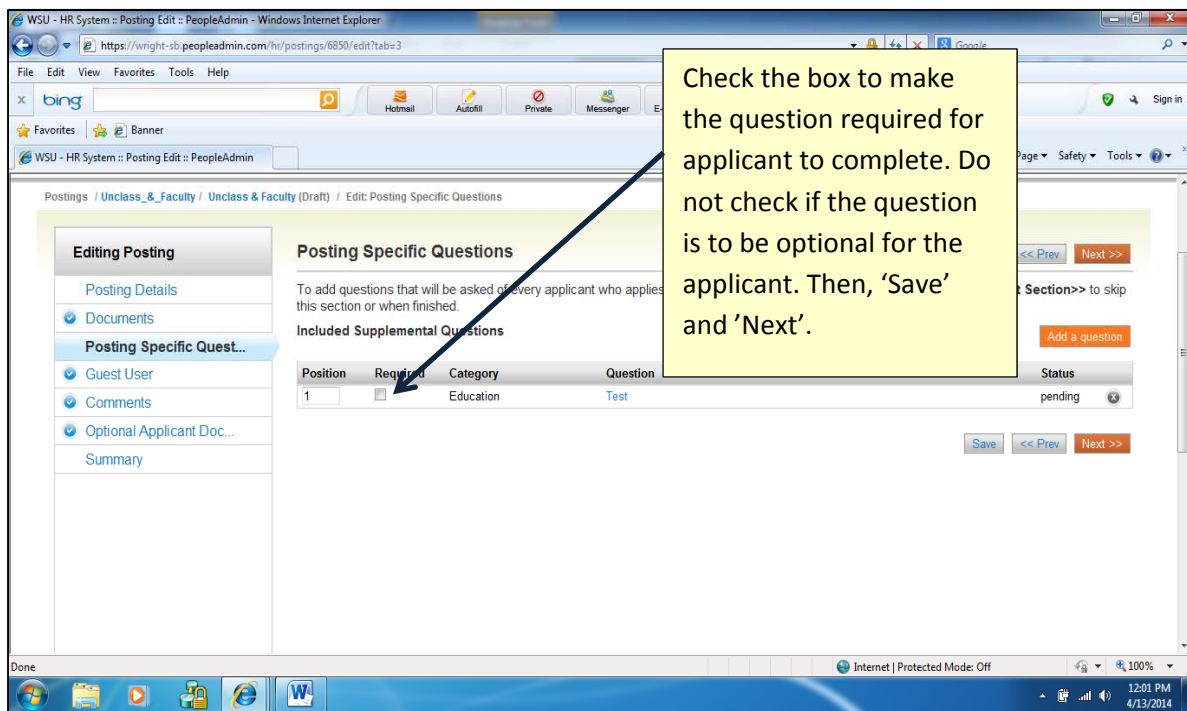 WSU - HR System :: Posting Edit :: PeopleAdmin - Windows Internet Explorer
https://wright-sb.peopleadmin.com/hr/postings/6850/edit?tab=3
Google
File Edit View Favorites Tools Help
x bing Hotmail Autofill Private Messenger E- Sign in
Favorites Banner
WSU - HR System :: Posting Edit :: PeopleAdmin Page Safety Tools
Check the box to make
the question required for
applicant to complete. Do
not check if the question
is to be optional for the
applicant. Then, ‘Save’
and ’Next’.
Postings / Unclass_&_Faculty / Unclass & Faculty (Draft) / Edit: Posting Specific Questions
Editing Posting
Posting Details
Documents
Posting Specific Quest...
Guest User
Comments
Optional Applicant Doc...
Summary
Posting Specific Questions
<< Prev Next >>
To add questions that will be asked of every applicant who applies t Section>> to skip
this section or when finished.
Included Supplemental Questions
Add a question
Position Required Category Question Status
1 Education Test pending
Save << Prev Next >>
Done Internet | Protected Mode: Off 100%
12:01 PM
4/13/2014